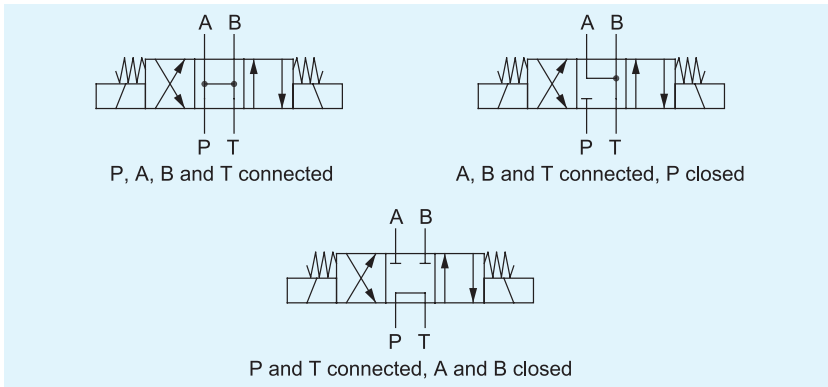 A B A B
P T P T
P, A, B and T connected A, B and T connected, P closed
A B
P T
P and T connected, A and B closed